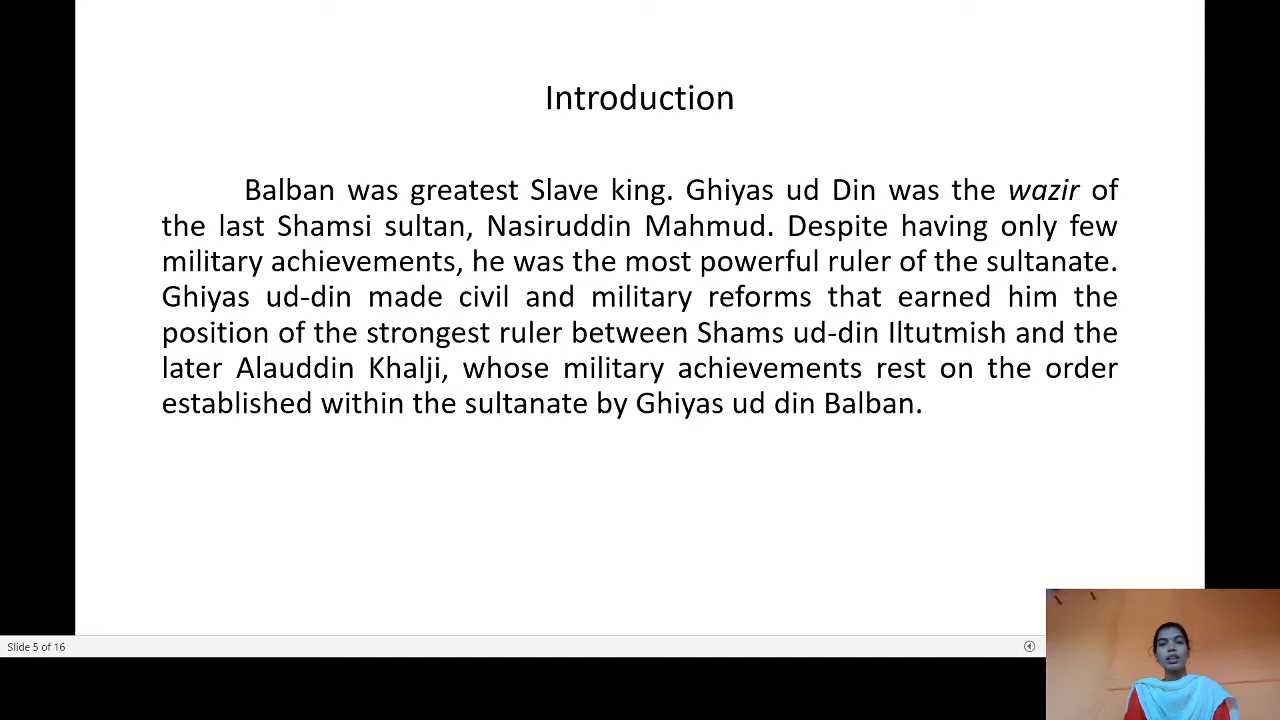 Introduction
Balban was greatest Slave king. Ghiyas ud Din was the wazir of
the last Shamsi sultan, Nasiruddin Mahmud. Despite having only few
military achievements, he was the most powerful ruler of the sultanate.
Ghiyas ud-din made civil and military reforms that earned him the
position of the strongest ruler between Shams ud-din Iltutmish and the
later Alauddin Khalji, whose military achievements rest on the order
established within the sultanate by Ghiyas ud din Balban.
Slide 5 of 16